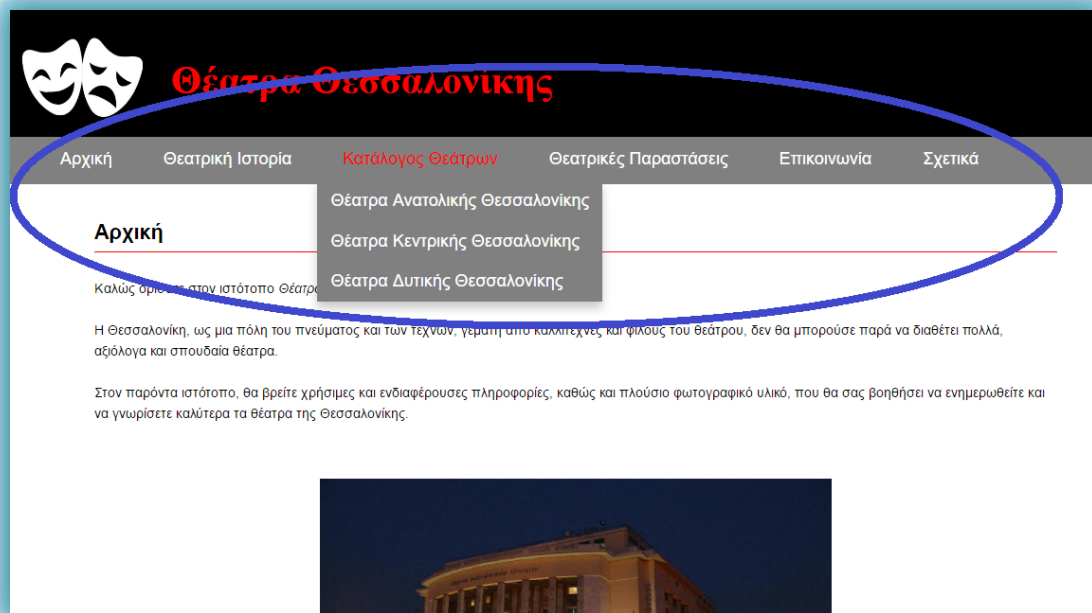 Θέατρα Θεσσαλονίκης
Αρχική Θεατρική Ιστορία Κατάλογος Θεάτρων Θεατρικές Παραστάσεις Επικοινωνία Σχετικά
Θέατρα Ανατολικής Θεσσαλονίκης
Θέατρα Κεντρικής Θεσσαλονίκης
Θέατρα Δυτικής Θεσσαλονίκης
Αρχική
Καλώς ορίσατε στον ιστότοπο Θέατρα
Η Θεσσαλονίκη, ως μια πόλη του πνεύματος και των τεχνών, γεμάτη από καλλιτέχνες και φίλους του θεάτρου, δεν θα μπορούσε παρά να διαθέτει πολλά,
αξιόλογα και σπουδαία θέατρα.
Στον παρόντα ιστότοπο, θα βρείτε χρήσιμες και ενδιαφέρουσες πληροφορίες, καθώς και πλούσιο φωτογραφικό υλικό, που θα σας βοηθήσει να ενημερωθείτε και
να γνωρίσετε καλύτερα τα θέατρα της Θεσσαλονίκης.